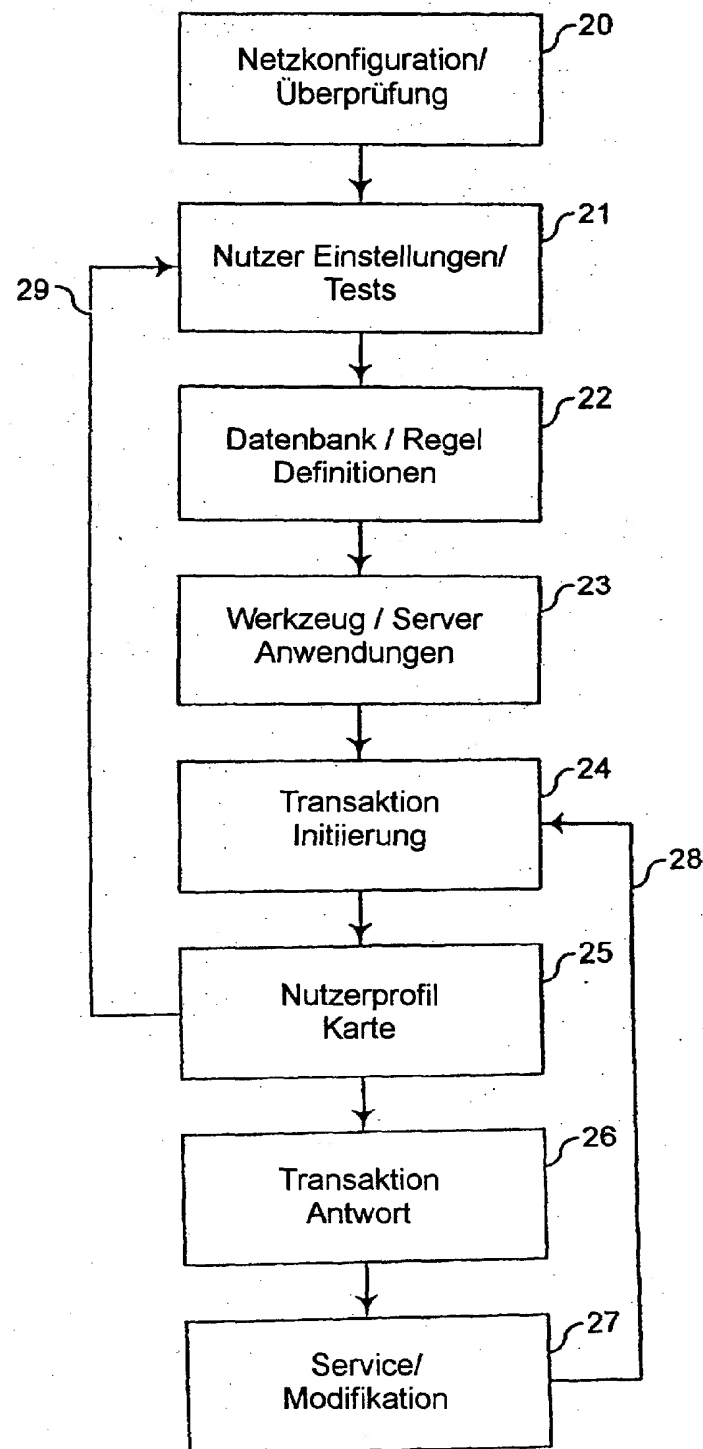 20
Netzkonfiguration/
Überprüfung
21
29
Nutzer Einstellungen/
Tests
22
Datenbank / Regel
Definitionen
23
Werkzeug / Server
Anwendungen
24
Transaktion
Initiierung
28
25
Nutzerprofil
Karte
26
Transaktion
Antwort
27
Service/
Modifikation